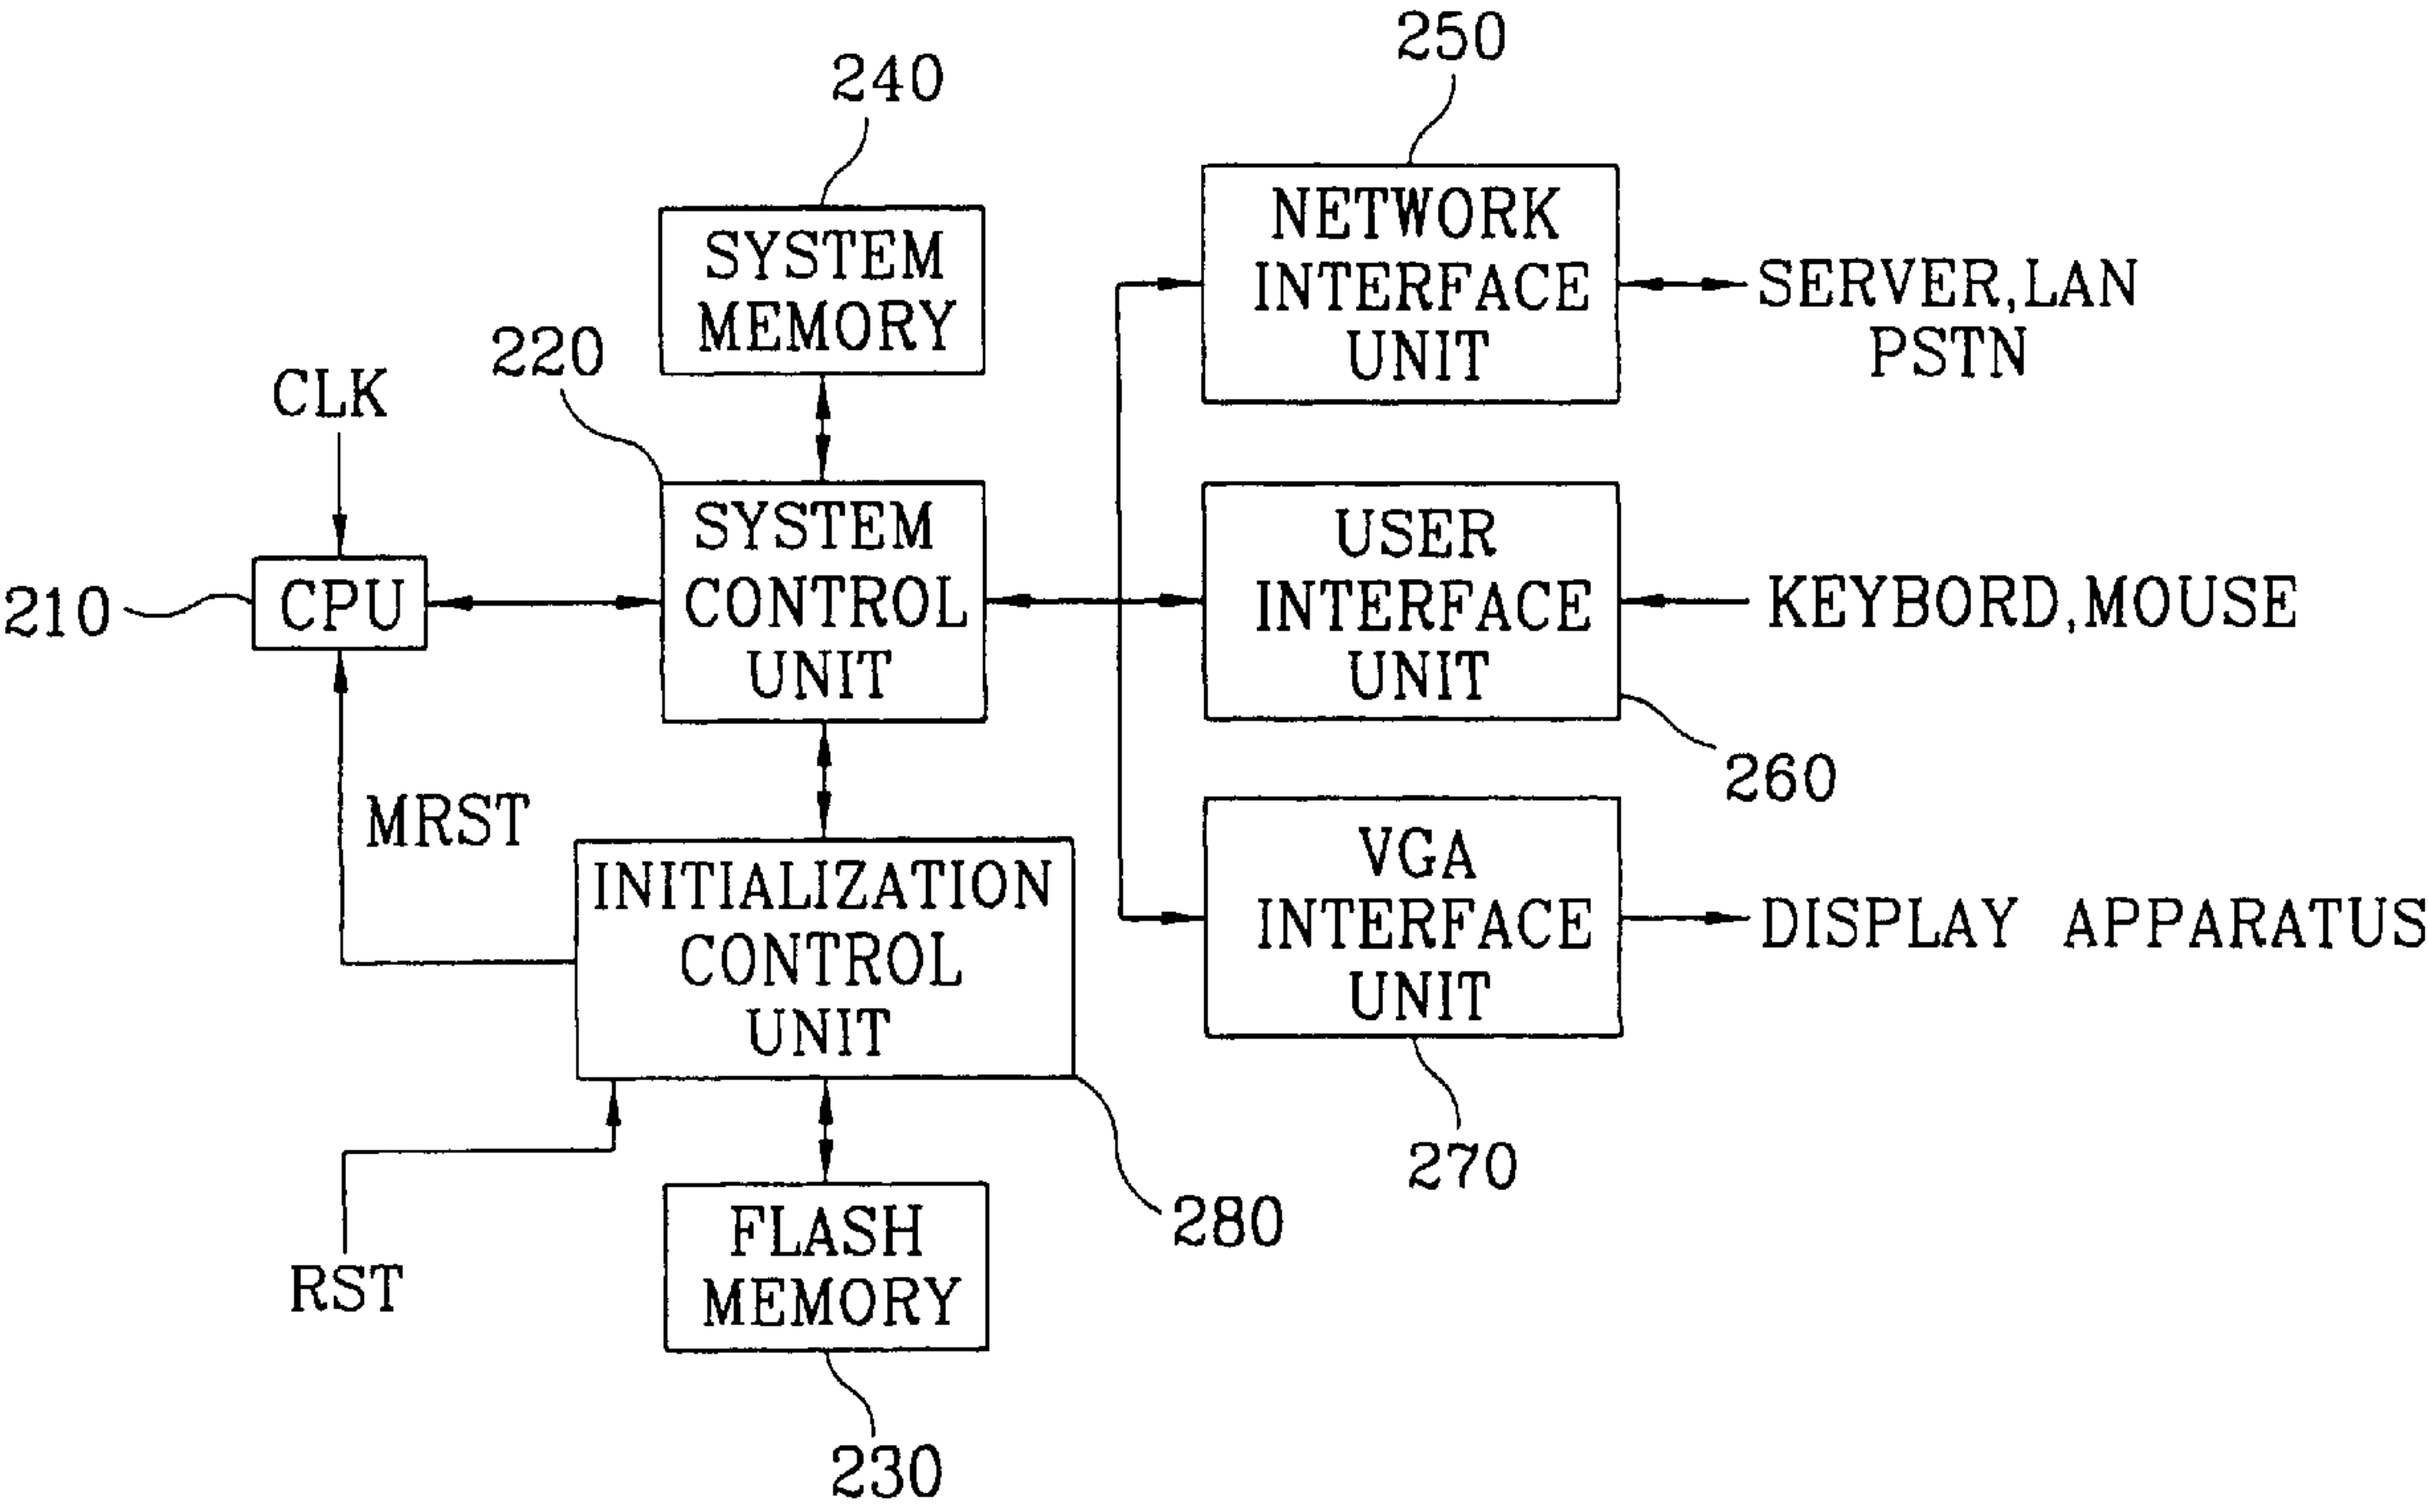 250
240
NETWORK
INTERFACE
UNIT
SERVER,LAN
PSTN
SYSTEM
MEMORY
220
CLK
SYSTEM
CONTROL
UNIT
USER
INTERFACE
UNIT
KEYBORD,MOUSE
210
CPU
260
MRST
VGA
INTERFACE
UNIT
DISPLAY APPARATUS
INITIALIZATION
CONTROL
UNIT
270
280
RST
FLASH
MEMORY
230